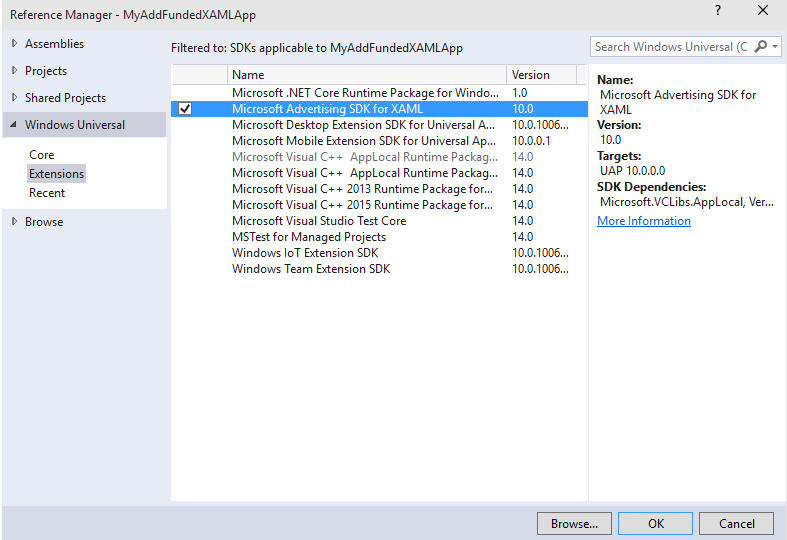 Reference Manager - MyAddFundedXAMLApp
?
Assemblies
Projects
Shared Projects
Windows Universal
Core
Extensions
Recent
Browse
Filtered to: SDKs applicable to MyAddFundedXAMLApp
Name Version
Microsoft .NET Core Runtime Package for Windo... 1.0
Microsoft Advertising SDK for XAML 10.0
Microsoft Desktop Extension SDK for Universal A... 10.0.1006...
Microsoft Mobile Extension SDK for Universal Ap... 10.0.0.1
Microsoft Visual C++  AppLocal Runtime Packag... 14.0
Microsoft Visual C++  AppLocal Runtime Packag... 14.0
Microsoft Visual C++ 2013 Runtime Package for... 14.0
Microsoft Visual C++ 2015 Runtime Package for... 14.0
Microsoft Visual Studio Test Core 14.0
MSTest for Managed Projects 14.0
Windows IoT Extension SDK 10.0.1006...
Windows Team Extension SDK 10.0.1006...
Search Windows Universal (C
Name:
Microsoft Advertising SDK for
XAML
Version:
10.0
Targets:
UAP 10.0.0.0
SDK Dependencies:
Microsoft.VCLibs.AppLocal, Ver...
More Information
Browse... OK Cancel